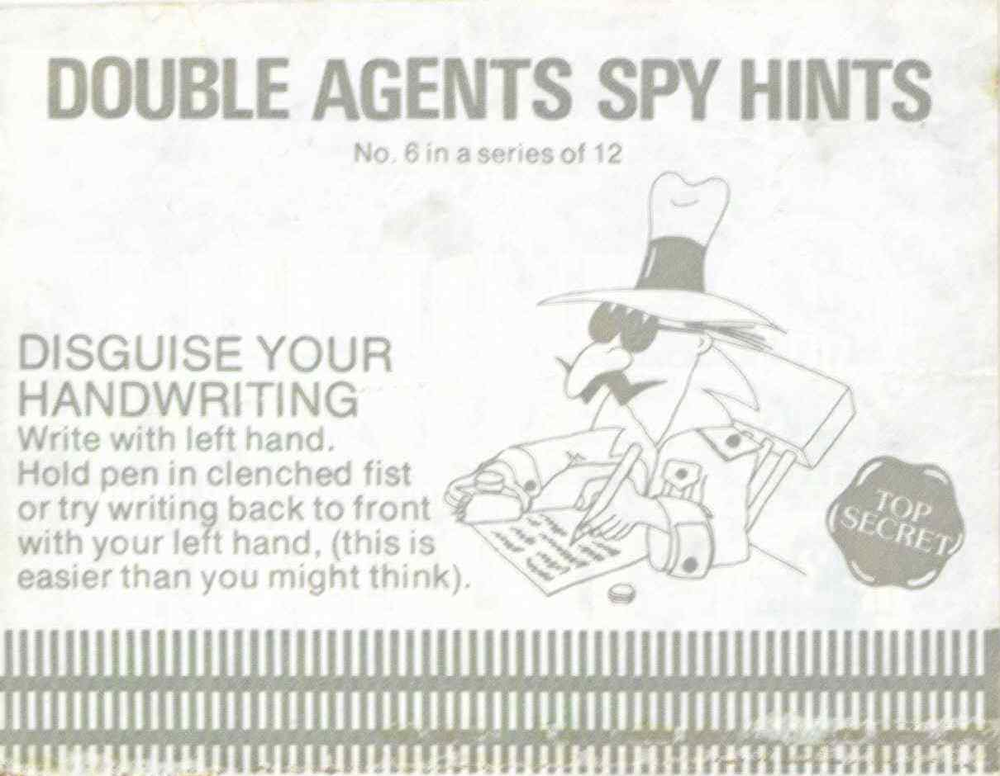 DOUBLE AGENTS SPY HINTS
No. 6 in a series of 12
DISGUISE YOUR
HANDWRITING
Write with left hand.
Hold pen in clenched fist
or try writing back to front
with your left hand, (this is
easier than you might think).
TOP
SECRET